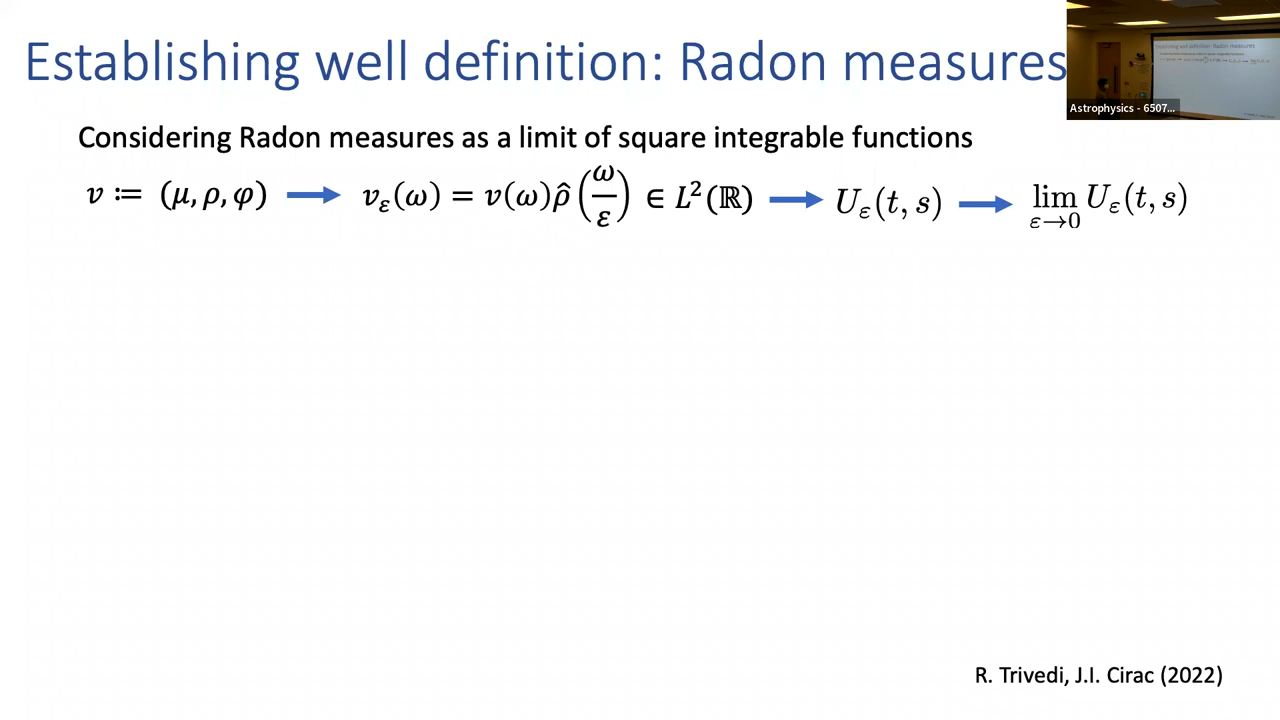 Establishing well definition: Radon measures
Astrophysics - 6507...
Considering Radon measures as a limit of square integrable functions
v ≔ (μ, ρ, φ) → v_ε(ω) = v(ω)ρ̂(ω/ε) ∈ L²(ℝ) → U_ε(t, s) → lim_{ε→0} U_ε(t, s)
R. Trivedi, J.I. Cirac (2022)